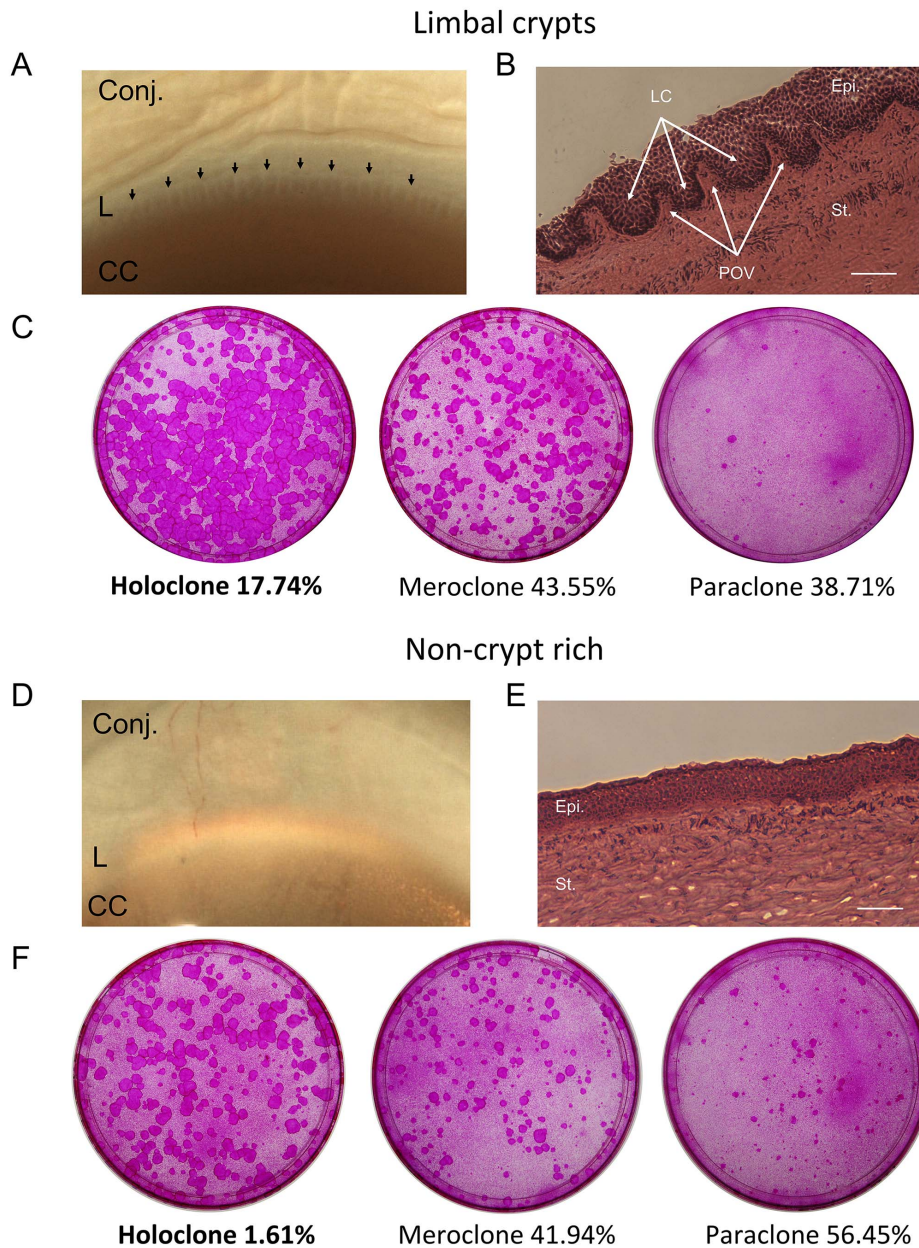 Limbal crypts
A
B
Conj.
L
CC
LC
Epi.
St.
POV
C
Holoclone 17.74%
Meroclone 43.55%
Paraclone 38.71%
Non-crypt rich
D
E
Conj.
L
CC
Epi.
St.
F
Holoclone 1.61%
Meroclone 41.94%
Paraclone 56.45%